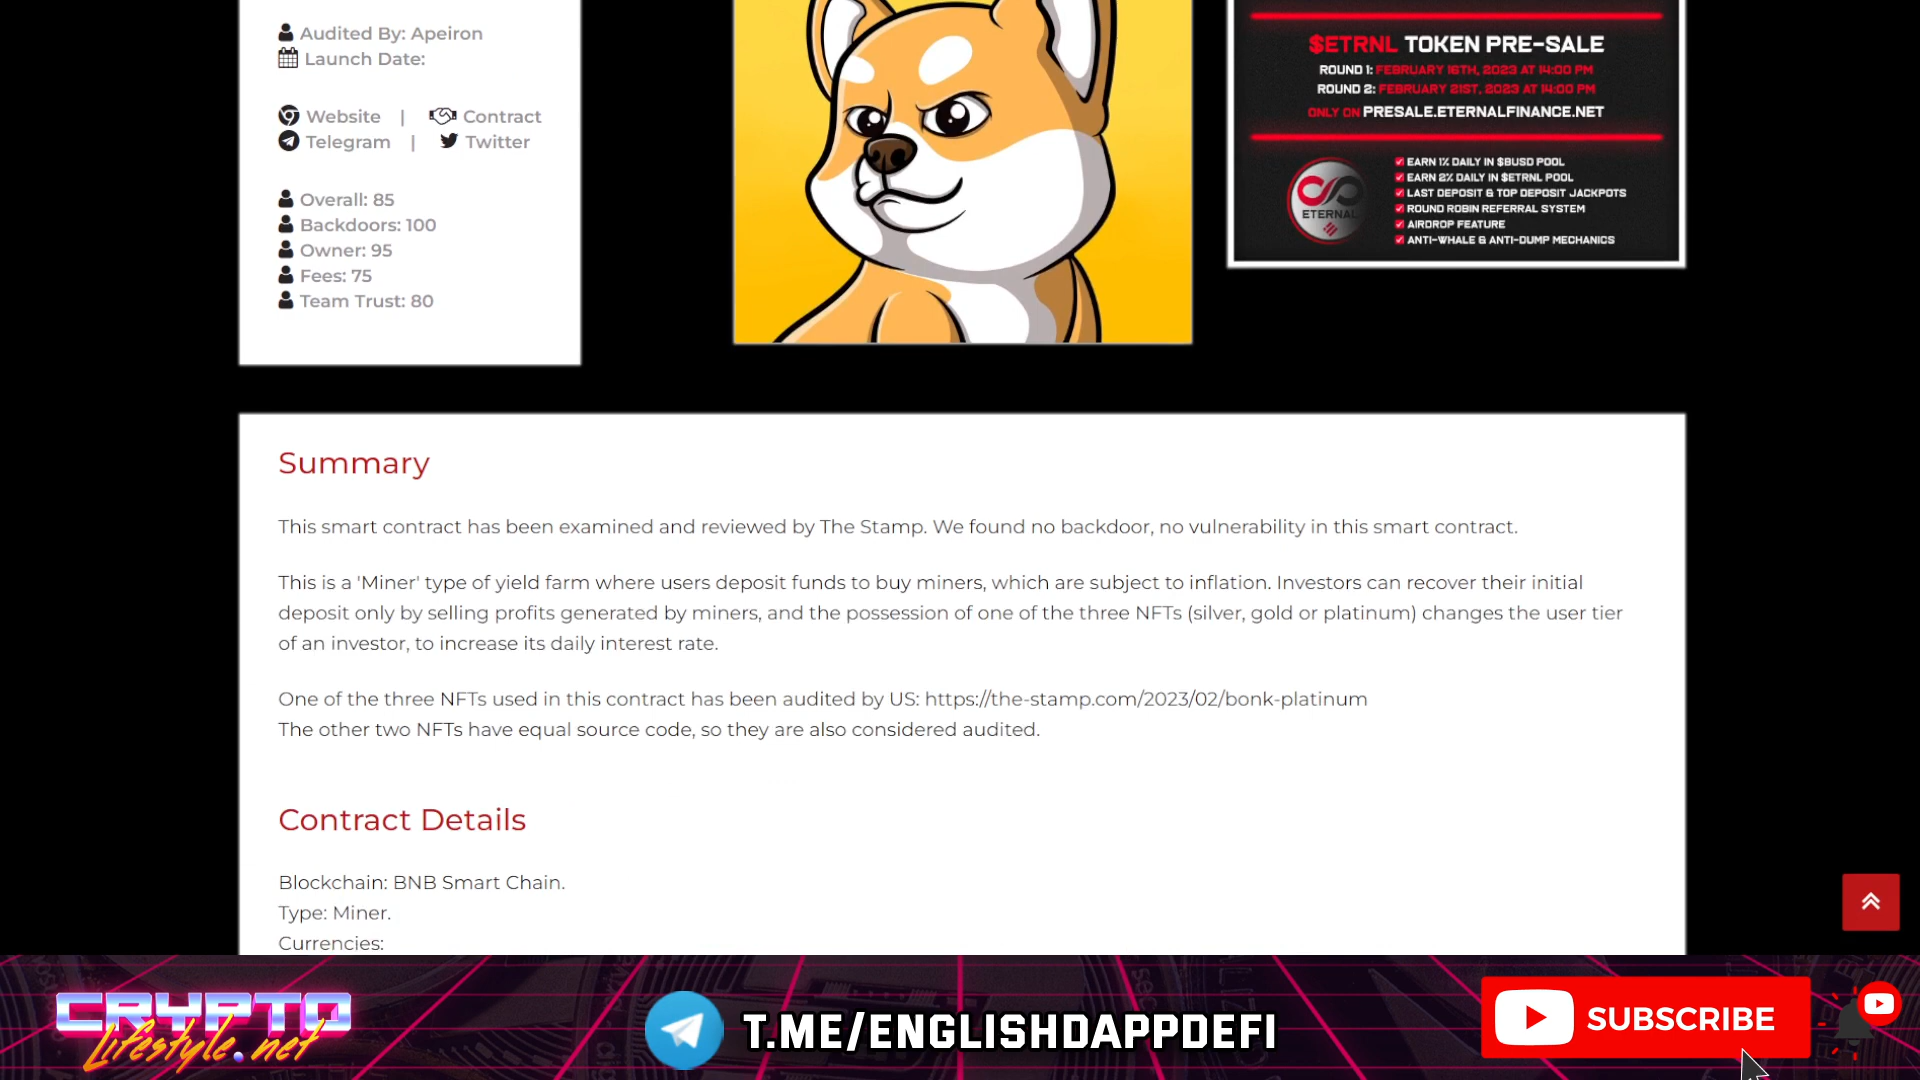 Audited By: Apeiron
Launch Date:
Website | Contract
Telegram | Twitter
Overall: 85
Backdoors: 100
Owner: 95
Fees: 75
Team Trust: 80
$ETRNL TOKEN PRE-SALE
ROUND 1: FEBRUARY 16TH, 2023 AT 14:00 PM
ROUND 2: FEBRUARY 21ST, 2023 AT 14:00 PM
ONLY ON PRESALE.ETERNALFINANCE.NET
ETERNAL
EARN 1% DAILY IN $BUSD POOL
EARN 2% DAILY IN $ETRNL POOL
LAST DEPOSIT & TOP DEPOSIT JACKPOTS
ROUND ROBIN REFERRAL SYSTEM
AIRDROP FEATURE
ANTI-WHALE & ANTI-DUMP MECHANICS
Summary
This smart contract has been examined and reviewed by The Stamp. We found no backdoor, no vulnerability in this smart contract.
This is a 'Miner' type of yield farm where users deposit funds to buy miners, which are subject to inflation. Investors can recover their initial
deposit only by selling profits generated by miners, and the possession of one of the three NFTs (silver, gold or platinum) changes the user tier
of an investor, to increase its daily interest rate.
One of the three NFTs used in this contract has been audited by US: https://the-stamp.com/2023/02/bonk-platinum
The other two NFTs have equal source code, so they are also considered audited.
Contract Details
Blockchain: BNB Smart Chain.
Type: Miner.
Currencies:
CRYPTO
Lifestyle.net
T.ME/ENGLISHDAPPDEFI
SUBSCRIBE